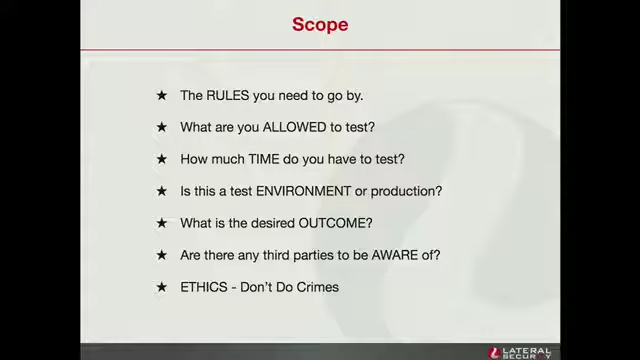 Scope
★ The RULES you need to go by.
★ What are you ALLOWED to test?
★ How much TIME do you have to test?
★ Is this a test ENVIRONMENT or production?
★ What is the desired OUTCOME?
★ Are there any third parties to be AWARE of?
★ ETHICS - Don't Do Crimes
LATERAL
SECURITY